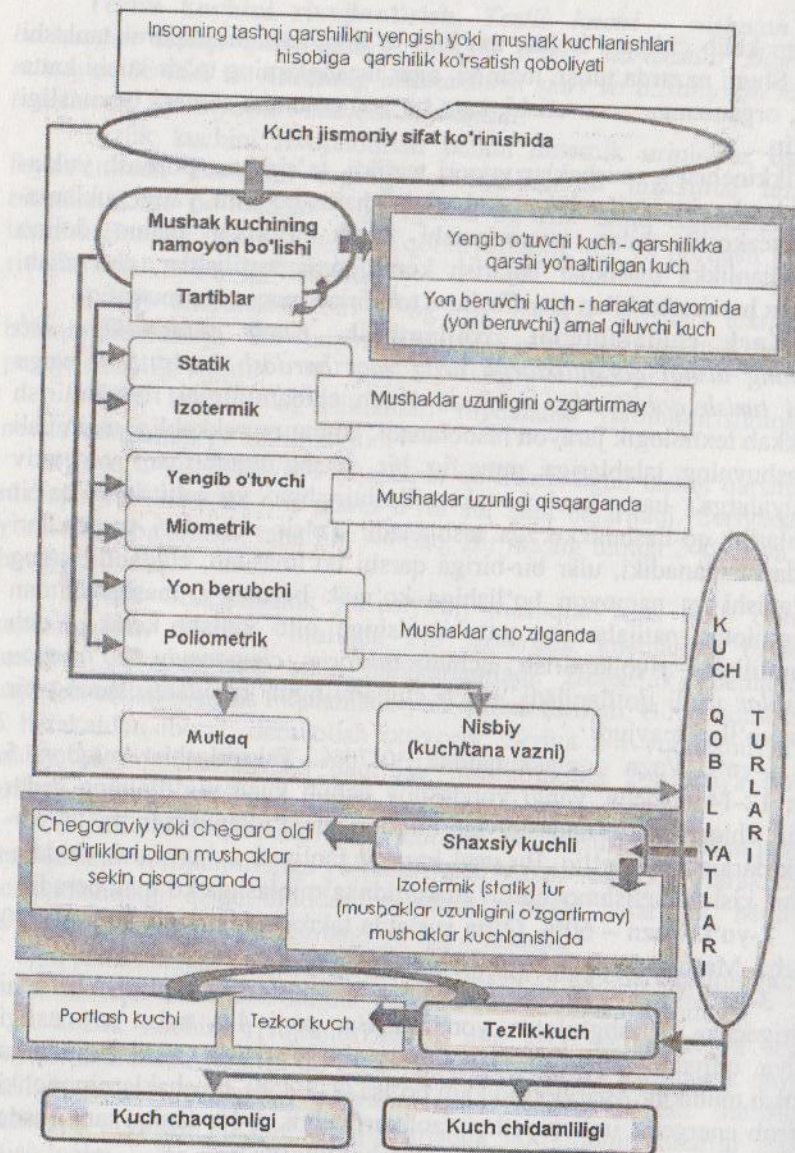 Insonning tashqi qarshilikni yengish yoki mushak kuchlanishlari
hisobiga qarshilik ko'rsatish qoboliyati
Kuch jismoniy sifat ko'rinishida
Mushak kuchining
namoyon bo'lishi
Tartiblar
Yengib o'tuvchi kuch - qarshilikka
qarshi yo'naltirilgan kuch
Yon beruvchi kuch - harakat davomida
(yon beruvchi) amal qiluvchi kuch
Statik
Izotermik
Mushaklar uzunligini o'zgartirmay
Yengib o'tuvchi
Miometrik
Mushaklar uzunligi qisqarganda
Yon berubchi
Poliometrik
Mushaklar cho'zilganda
Mutlaq
Nisbiy
(kuch/tana vazni)
KUCH QOBILIYATLARI
TURLARI
Shaxsiy kuchli
Chegaraviy yoki chegara oldi
og'irliklari bilan mushaklar
sekin qisqarganda
Izotermik (statik) tur
(mushaklar uzunligini o'zgartirmay)
mushaklar kuchlanishida
Portlash kuchi
Tezkor kuch
Tezlik-kuch
Kuch chaqqonligi
Kuch chidamliligi